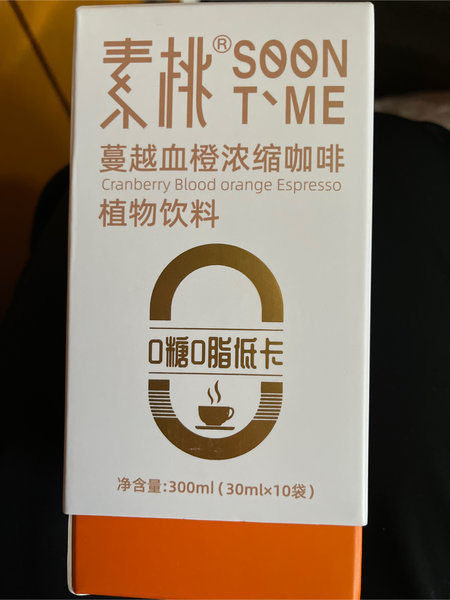 素桃® SOON T、ME
蔓越血橙浓缩咖啡
Cranberry Blood orange Espresso
植物饮料
0糖0脂低卡
净含量:300ml(30ml×10袋)